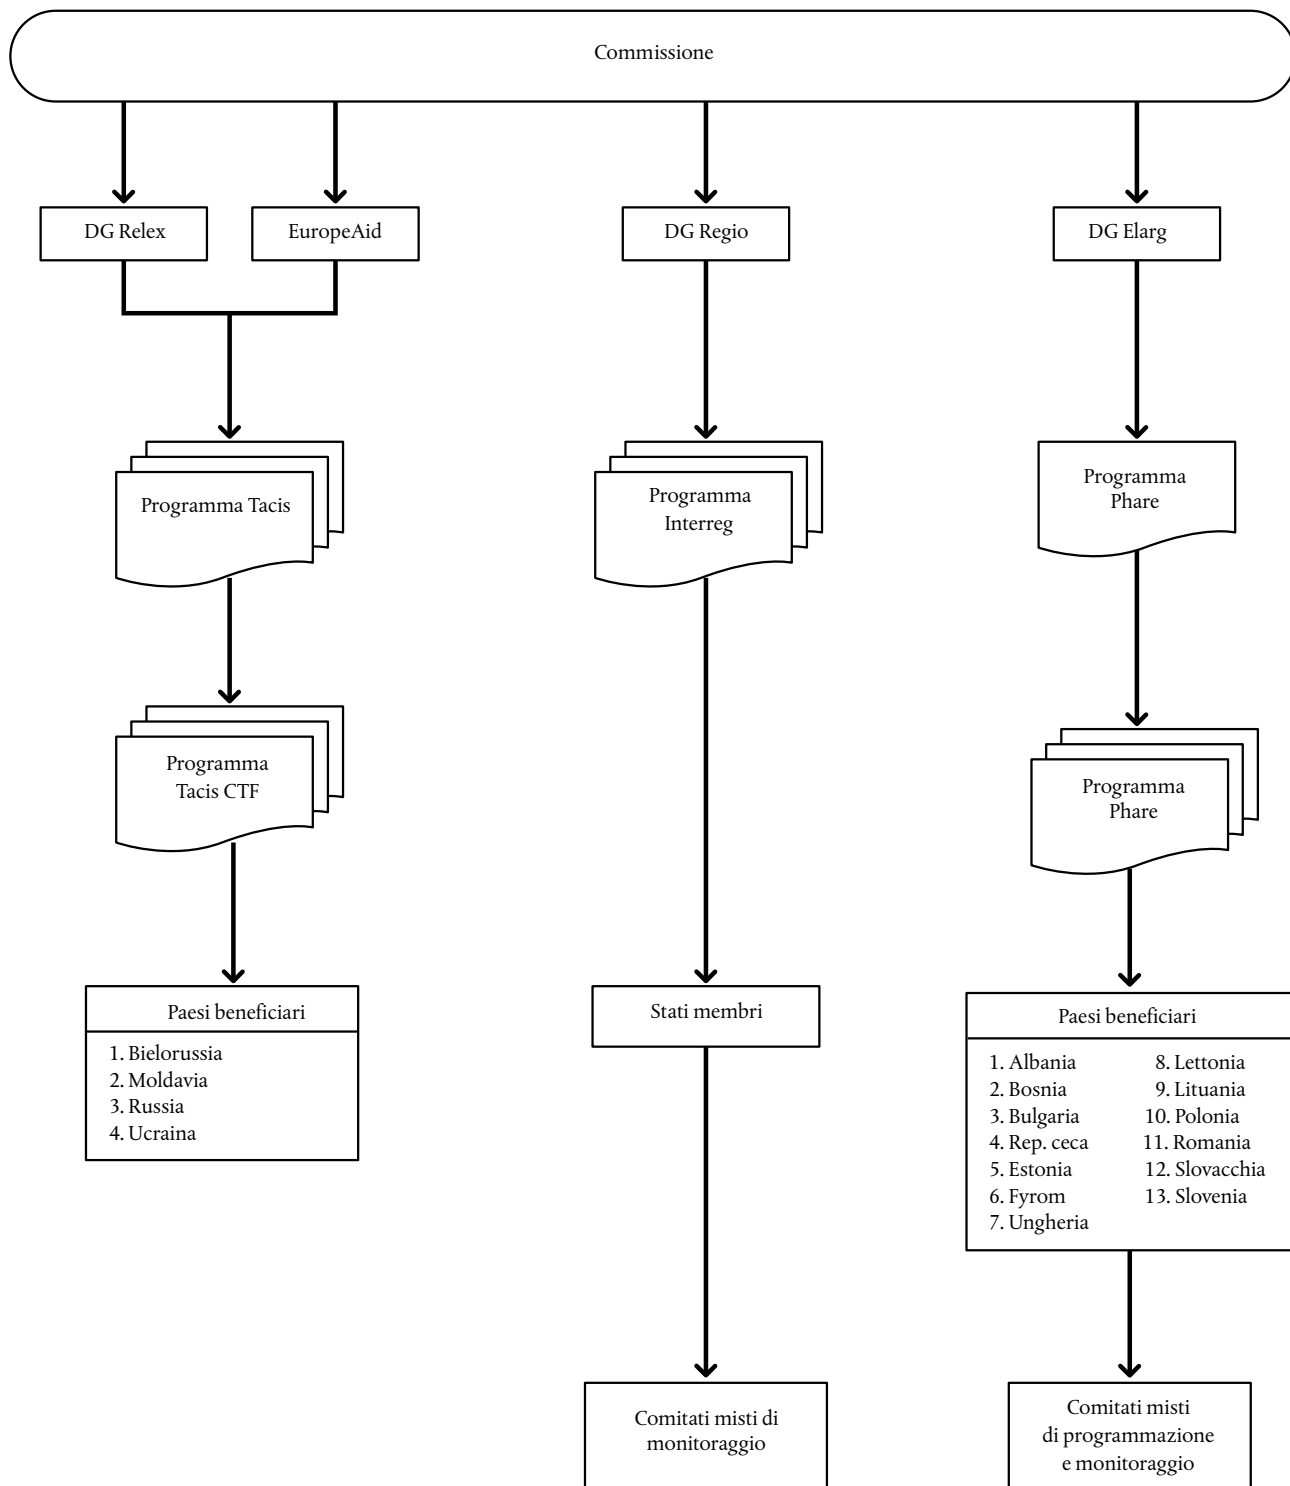 Commissione
DG Relex
EuropeAid
DG Regio
DG Elarg
Programma Tacis
Programma
Interreg
Programma
Phare
Programma
Tacis CTF
Programma
Phare
Paesi beneficiari
1. Bielorussia
2. Moldavia
3. Russia
4. Ucraina
Stati membri
Paesi beneficiari
1. Albania
2. Bosnia
3. Bulgaria
4. Rep. ceca
5. Estonia
6. Fyrom
7. Ungheria
8. Lettonia
9. Lituania
10. Polonia
11. Romania
12. Slovacchia
13. Slovenia
Comitati misti di
monitoraggio
Comitati misti
di programmazione
e monitoraggio